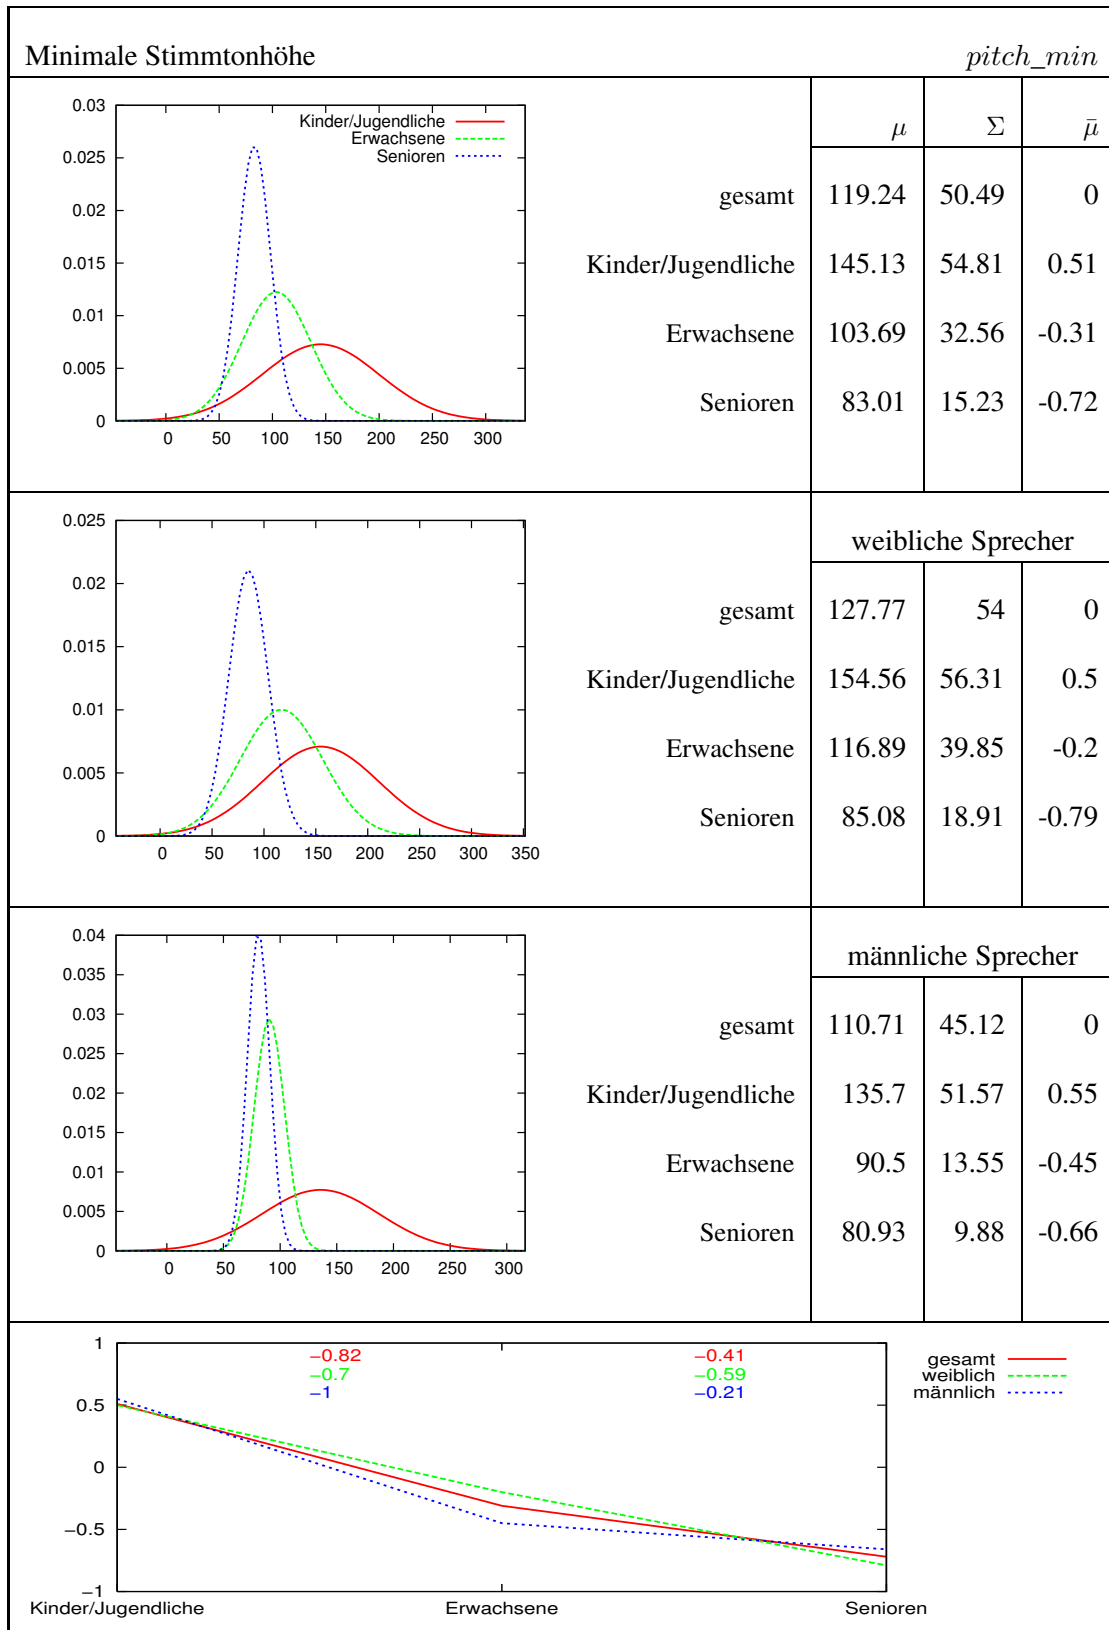 Minimale Stimmtonhöhe pitch_min
0.03
0.025
0.02
0.015
0.01
0.005
0
0 50 100 150 200 250 300
Kinder/Jugendliche
Erwachsene
Senioren
μ Σ μ̄
gesamt 119.24 50.49 0
Kinder/Jugendliche 145.13 54.81 0.51
Erwachsene 103.69 32.56 -0.31
Senioren 83.01 15.23 -0.72
0.025
0.02
0.015
0.01
0.005
0
0 50 100 150 200 250 300 350
weibliche Sprecher
gesamt 127.77 54 0
Kinder/Jugendliche 154.56 56.31 0.5
Erwachsene 116.89 39.85 -0.2
Senioren 85.08 18.91 -0.79
0.04
0.035
0.03
0.025
0.02
0.015
0.01
0.005
0
0 50 100 150 200 250 300
männliche Sprecher
gesamt 110.71 45.12 0
Kinder/Jugendliche 135.7 51.57 0.55
Erwachsene 90.5 13.55 -0.45
Senioren 80.93 9.88 -0.66
1
0.5
0
−0.5
−1
−0.82 −0.41
−0.7 −0.59
−1 −0.21
gesamt
weiblich
männlich
Kinder/Jugendliche Erwachsene Senioren